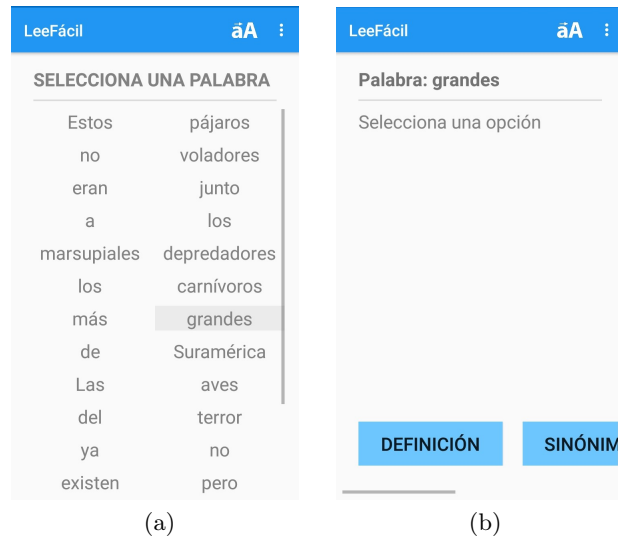 LeeFácil äA
SELECCIONA UNA PALABRA
Estos pájaros
no voladores
eran junto
a los
marsupiales depredadores
los carnívoros
más grandes
de Suramérica
Las aves
del terror
ya no
existen pero
(a)
LeeFácil äA
Palabra: grandes
Selecciona una opción
DEFINICIÓN SINÓNIM
(b)